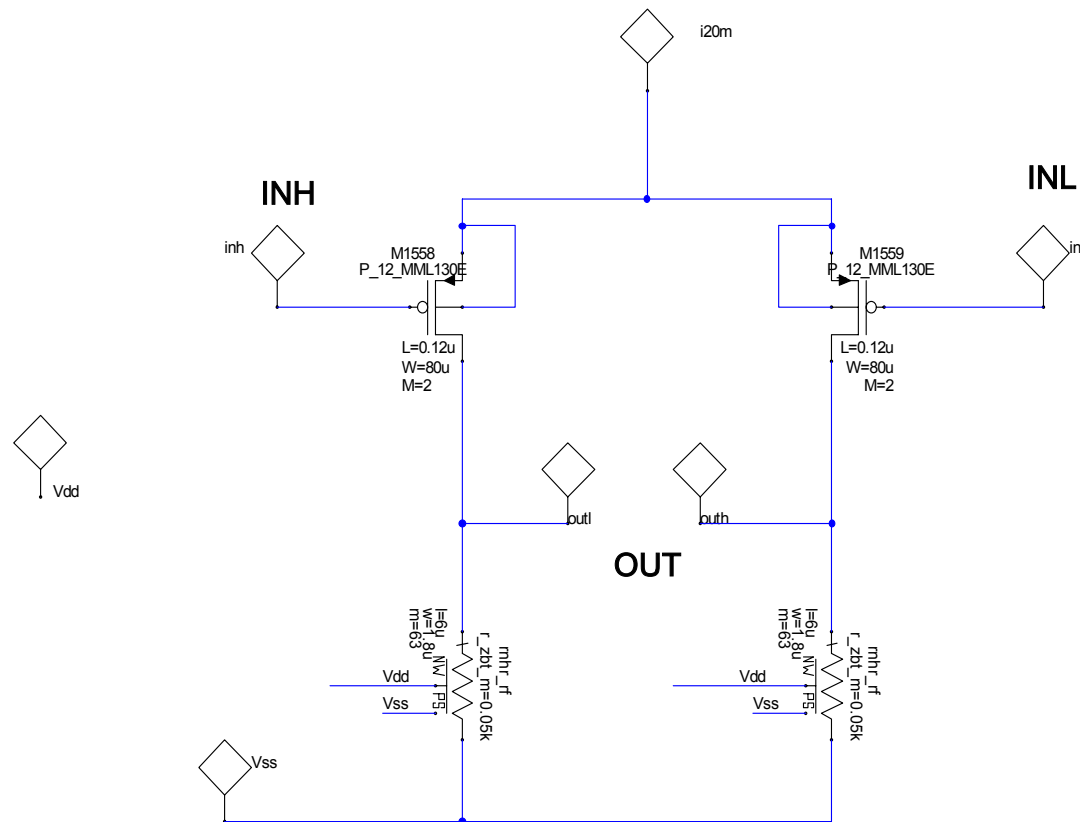 i20m
INH
INL
inh
in
M1558
P_12_MML130E
M1559
P_12_MML130E
L=0.12u
W=80u
M=2
L=0.12u
W=80u
M=2
Vdd
outl
outh
OUT
l=6u
w=1.8u
m=63
NW
PS
Vdd
Vss
r_zbt_m=0.05k
mhr_rf
l=6u
w=1.8u
m=63
NW
PS
Vdd
Vss
r_zbt_m=0.05k
mhr_rf
Vss